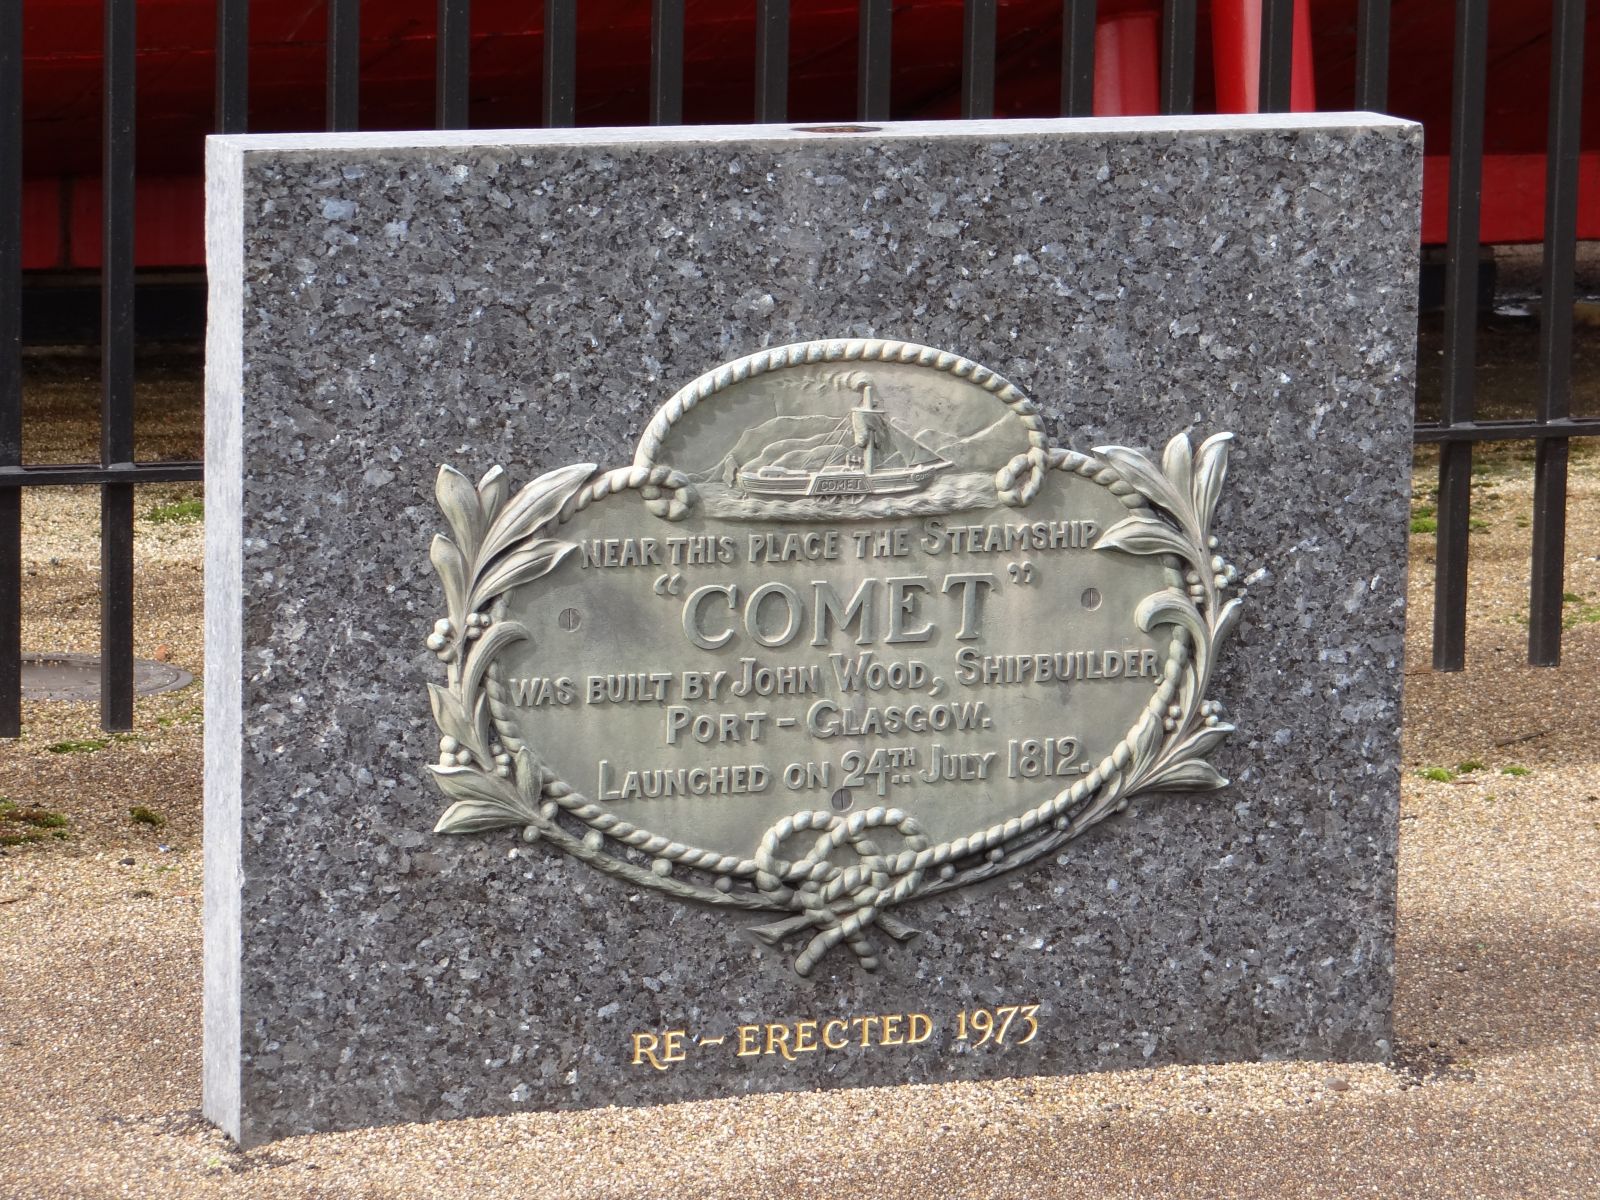 COMET
NEAR THIS PLACE THE STEAMSHIP
"COMET"
WAS BUILT BY JOHN WOOD, SHIPBUILDER
PORT-GLASGOW.
LAUNCHED ON 24TH JULY 1812.
RE-ERECTED 1973